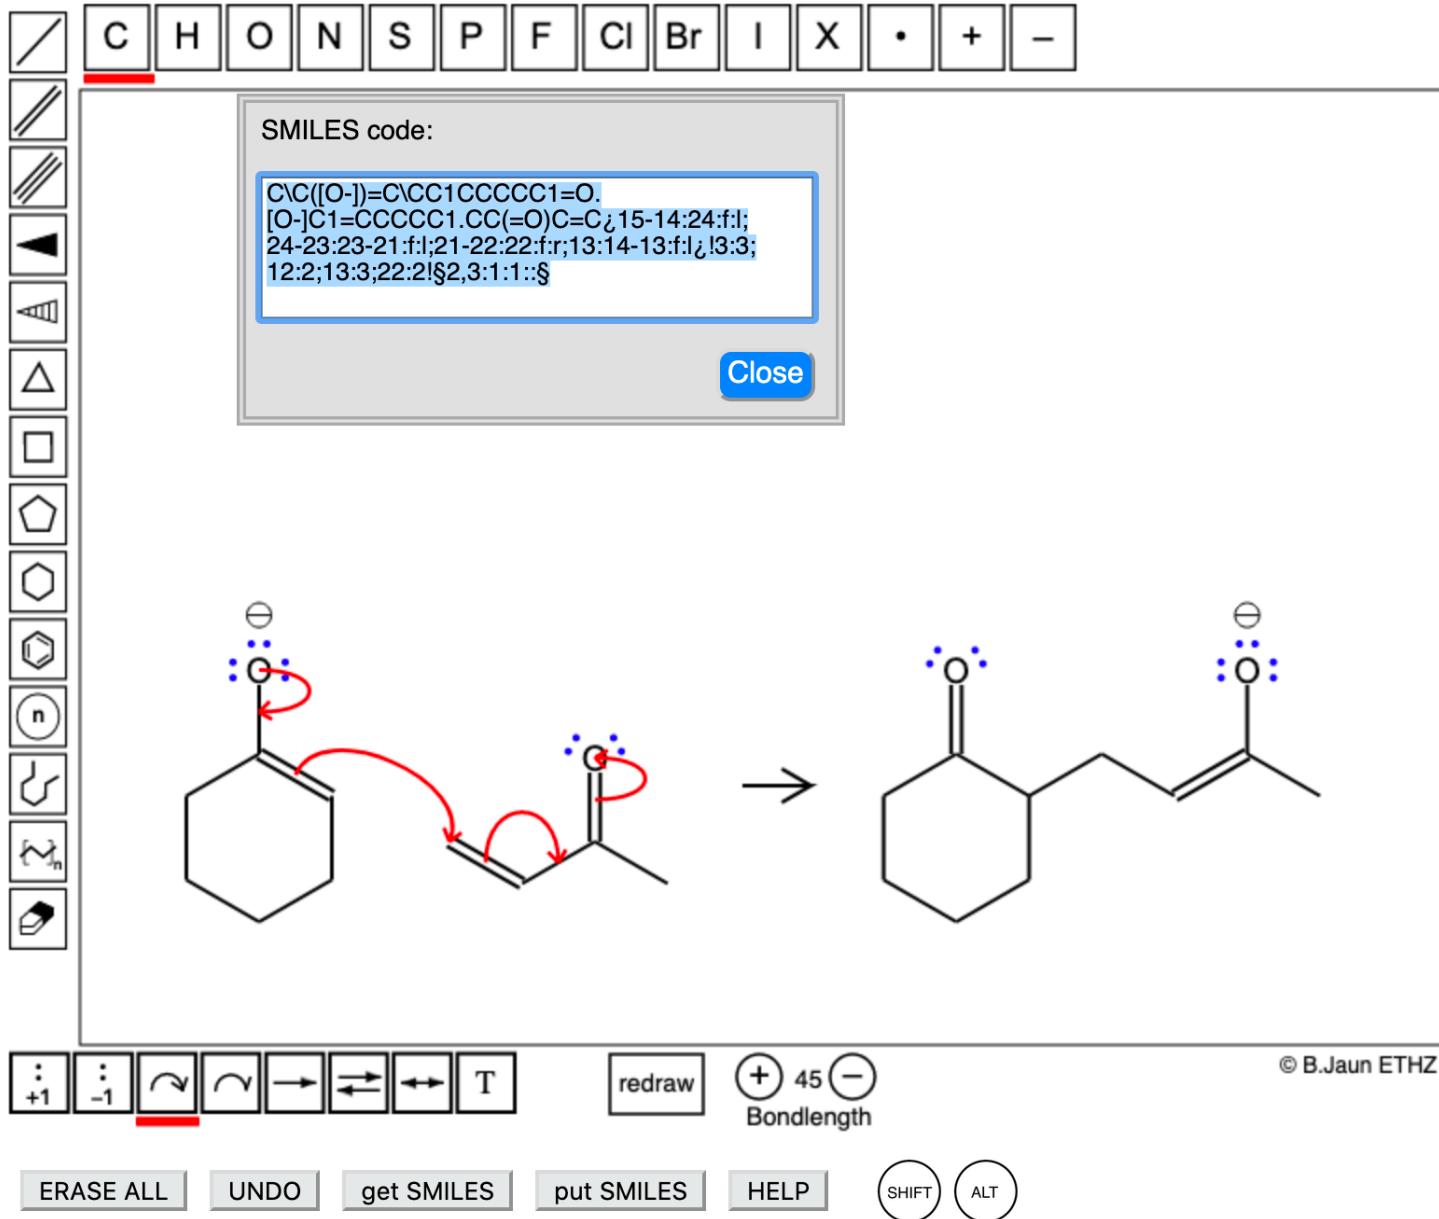 C H O N S P F Cl Br I X • + –
SMILES code:
C\C([O-])=C\CC1CCCCC1=O.
[O-]C1=CCCCC1.CC(=O)C=C¿15-14:24:f:l;
24-23:23-21:f:l;21-22:22:f:r;13:14-13:f:l¿!3:3;
12:2;13:3;22:2!§2,3:1:1::§
Close
n
n
O
O
O
O
+1 –1 T
redraw
+ 45 –
Bondlength
© B.Jaun ETHZ
ERASE ALL UNDO get SMILES put SMILES HELP SHIFT ALT